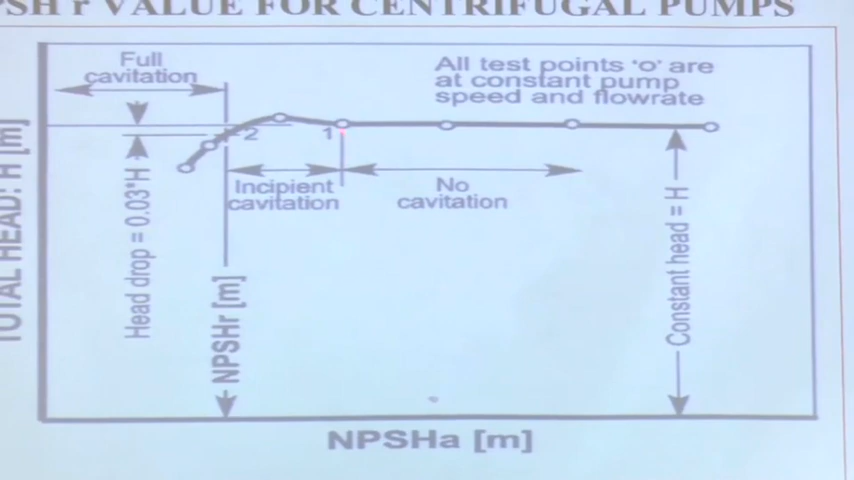 PSH r VALUE FOR CENTRIFUGAL PUMPS
Full
cavitation
All test points 'o' are
at constant pump
speed and flowrate
2
1
Incipient
cavitation
No
cavitation
TOTAL HEAD: H [m]
Head drop = 0.03*H
NPSHr [m]
Constant head = H
NPSHa [m]